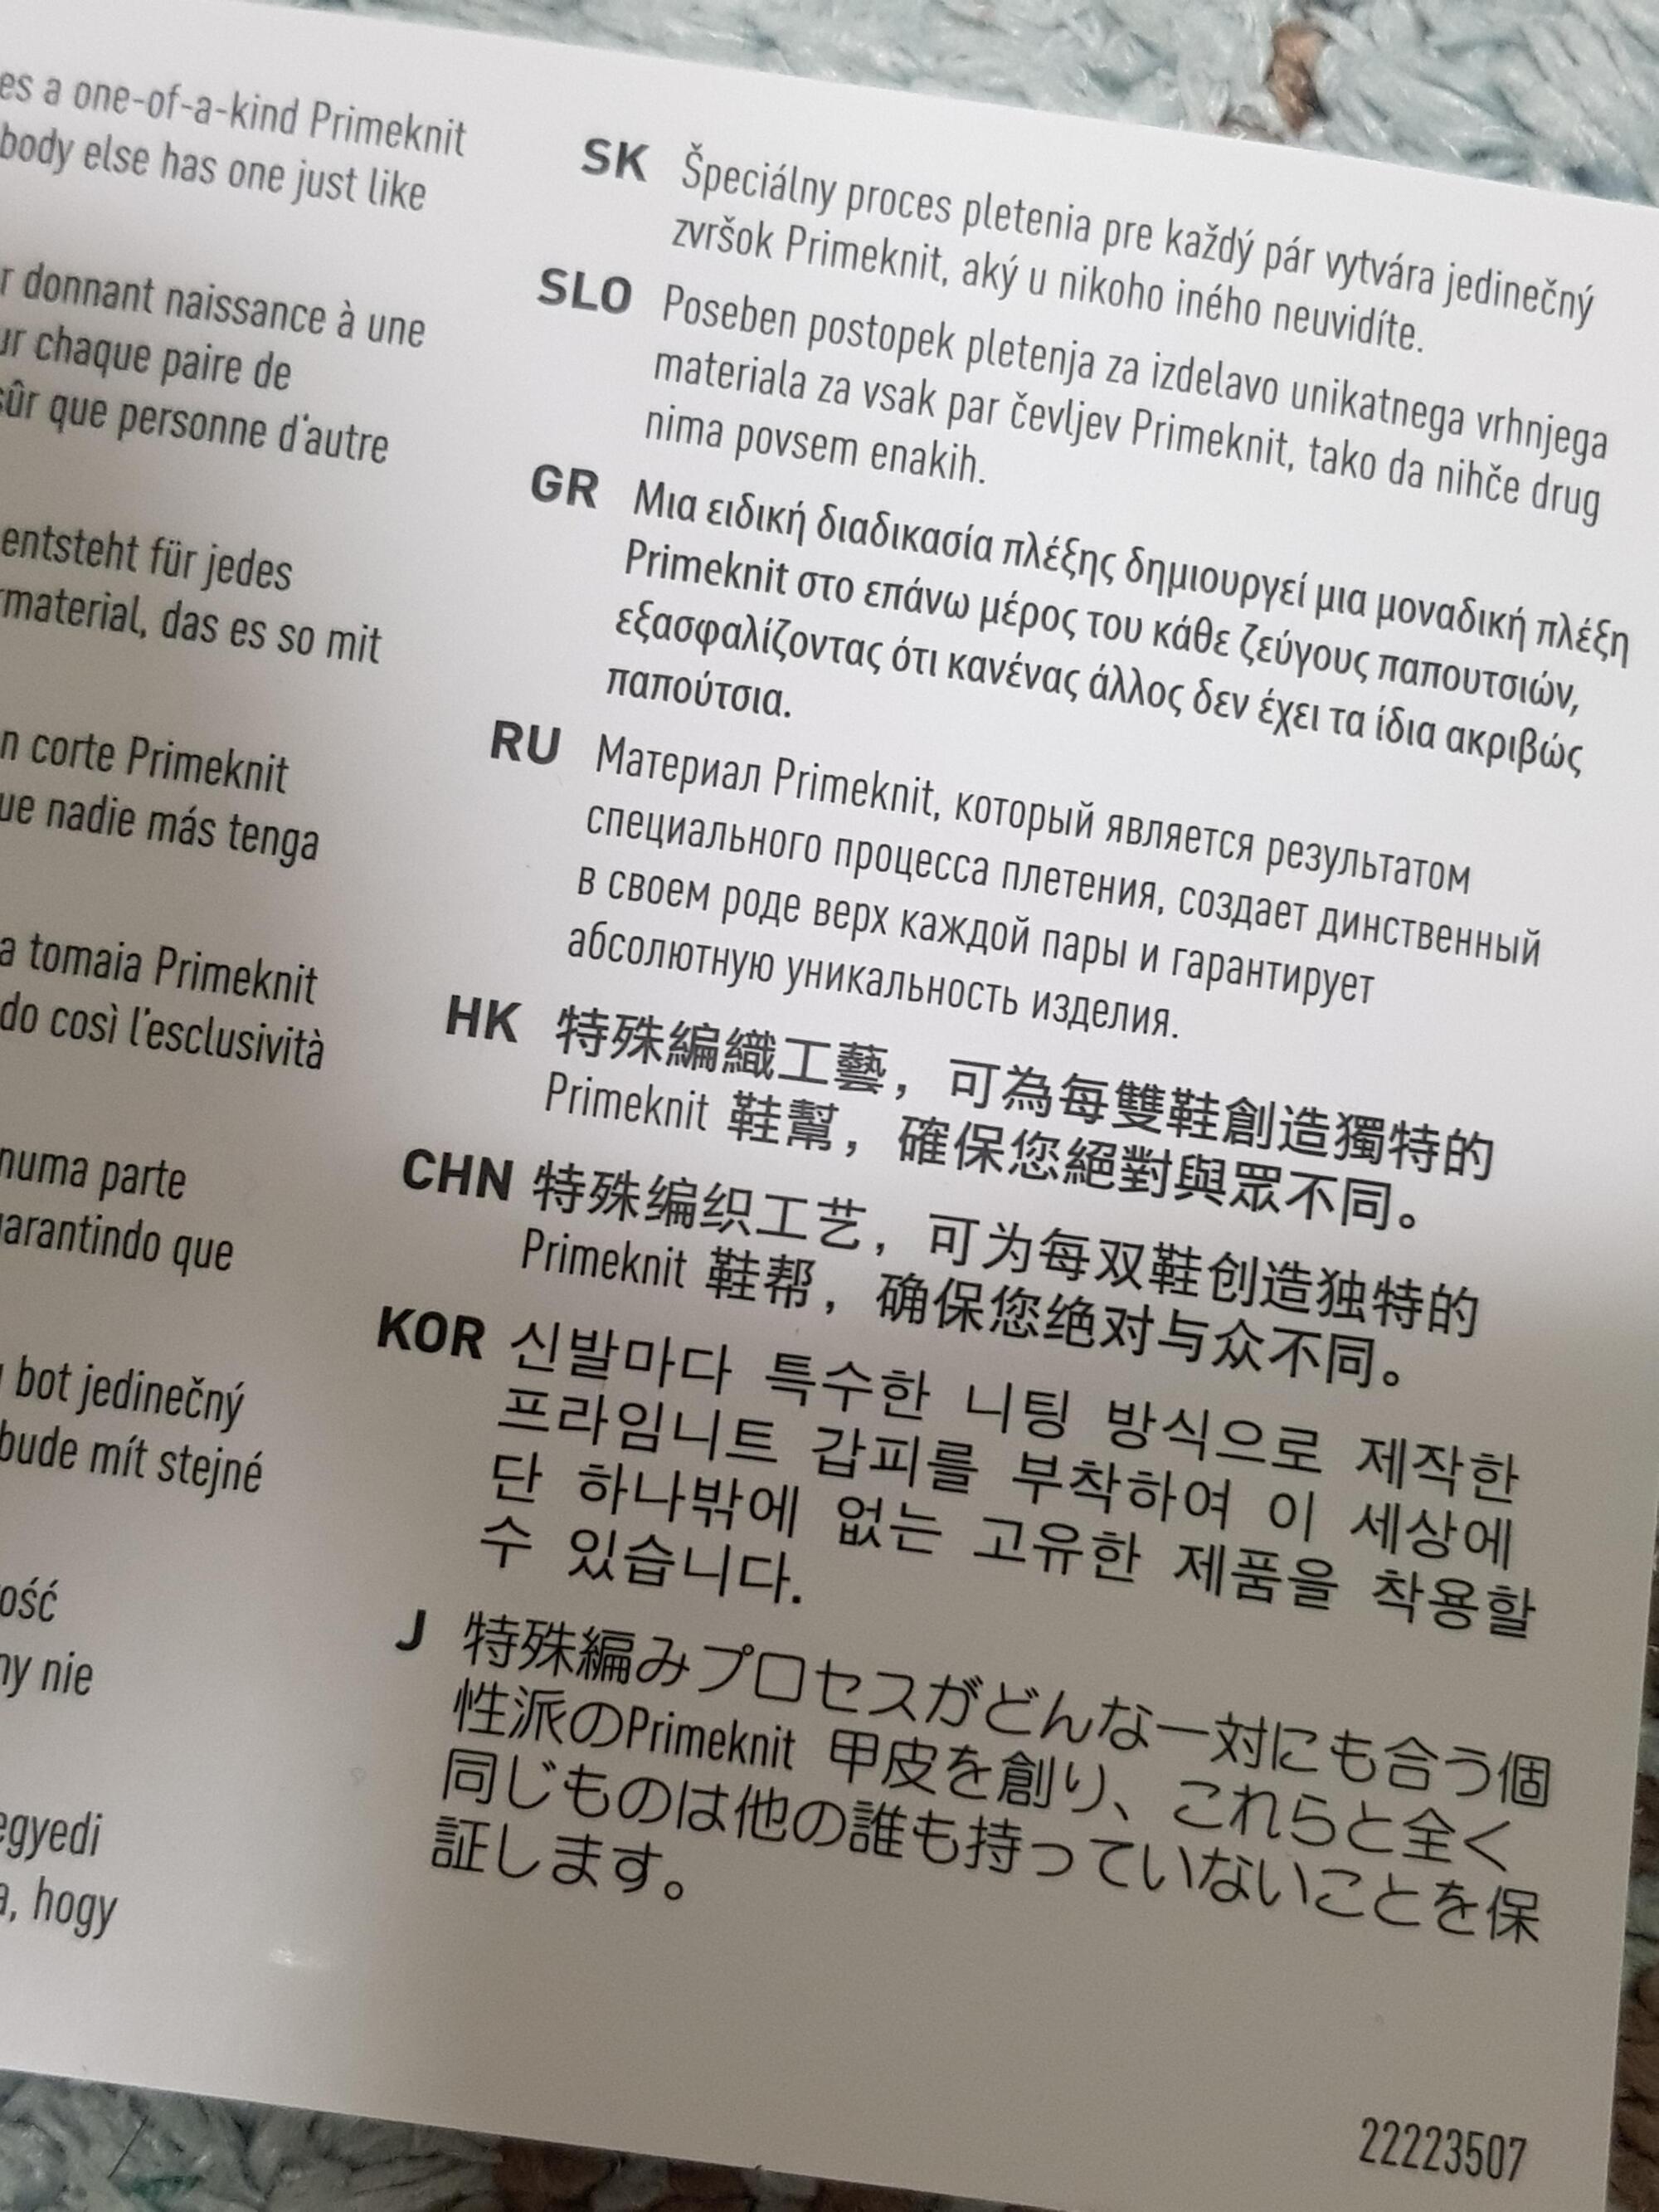 es a one-of-a-kind Primeknit
body else has one just like
r donnant naissance à une
ur chaque paire de
sûr que personne d'autre
entsteht für jedes
rmaterial, das es so mit
n corte Primeknit
ue nadie más tenga
a tomaia Primeknit
do così l'esclusività
numa parte
garantindo que
bot jedinečný
bude mít stejné
ość
ny nie
egyedi
a, hogy
SK Špeciálny proces pletenia pre každý pár vytvára jedinečný
zvršok Primeknit, aký u nikoho iného neuvidíte.
SLO Poseben postopek pletenja za izdelavo unikatnega vrhnjega
materiala za vsak par čevljev Primeknit, tako da nihče drug
nima povsem enakih.
GR Μια ειδική διαδικασία πλέξης δημιουργεί μια μοναδική πλέξη
Primeknit στο επάνω μέρος του κάθε ζεύγους παπουτσιών,
εξασφαλίζοντας ότι κανένας άλλος δεν έχει τα ίδια ακριβώς
παπούτσια.
RU Материал Primeknit, который является результатом
специального процесса плетения, создает динственный
в своем роде верх каждой пары и гарантирует
абсолютную уникальность изделия.
HK 特殊編織工藝，可為每雙鞋創造獨特的
Primeknit 鞋幫，確保您絕對與眾不同。
CHN 特殊编织工艺，可为每双鞋创造独特的
Primeknit 鞋帮，确保您绝对与众不同。
KOR 신발마다 특수한 니팅 방식으로 제작한
프라임니트 갑피를 부착하여 이 세상에
단 하나밖에 없는 고유한 제품을 착용할
수 있습니다.
J 特殊編みプロセスがどんな一対にも合う個
性派のPrimeknit 甲皮を創り、これらと全く
同じものは他の誰も持っていないことを保
証します。
22223507